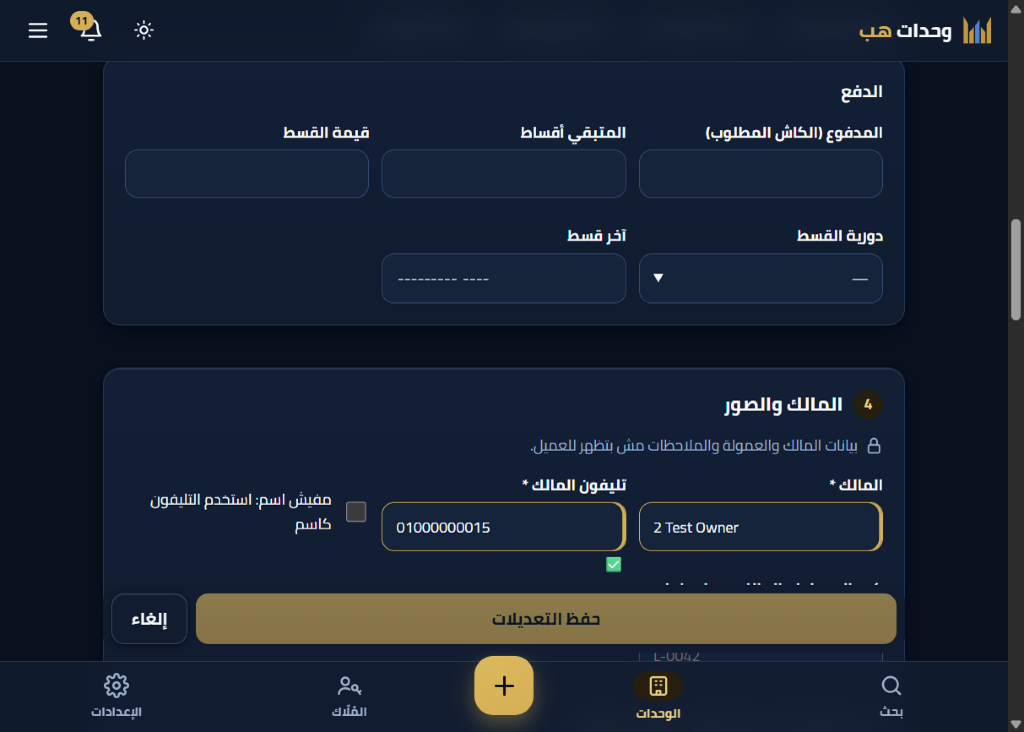 وحدات هب
11
الدفع
المدفوع (الكاش المطلوب)
المتبقي أقساط
قيمة القسط
دورية القسط
آخر قسط
—
--------- ----
4
المالك والصور
بيانات المالك والعمولة والملاحظات مش بتظهر للعميل.
المالك *
تليفون المالك *
2 Test Owner
01000000015
مفيش اسم: استخدم التليفون
كاسم
حفظ التعديلات
إلغاء
L-0042
بحث
الوحدات
+
المُلّاك
الإعدادات